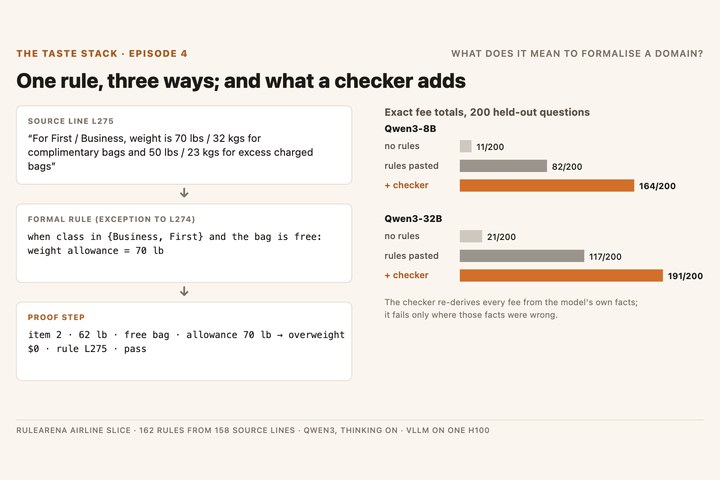 THE TASTE STACK · EPISODE 4
WHAT DOES IT MEAN TO FORMALISE A DOMAIN?
One rule, three ways; and what a checker adds
SOURCE LINE L275
“For First / Business, weight is 70 lbs / 32 kgs for
complimentary bags and 50 lbs / 23 kgs for excess charged
bags”
↓
FORMAL RULE (EXCEPTION TO L274)
when class in {Business, First} and the bag is free:
weight allowance = 70 lb
↓
PROOF STEP
item 2 · 62 lb · free bag · allowance 70 lb → overweight
$0 · rule L275 · pass
Exact fee totals, 200 held-out questions
Qwen3-8B
no rules 11/200
rules pasted 82/200
+ checker 164/200
Qwen3-32B
no rules 21/200
rules pasted 117/200
+ checker 191/200
The checker re-derives every fee from the model's own facts;
it fails only where those facts were wrong.
RULEARENA AIRLINE SLICE · 162 RULES FROM 158 SOURCE LINES · QWEN3, THINKING ON · VLLM ON ONE H100